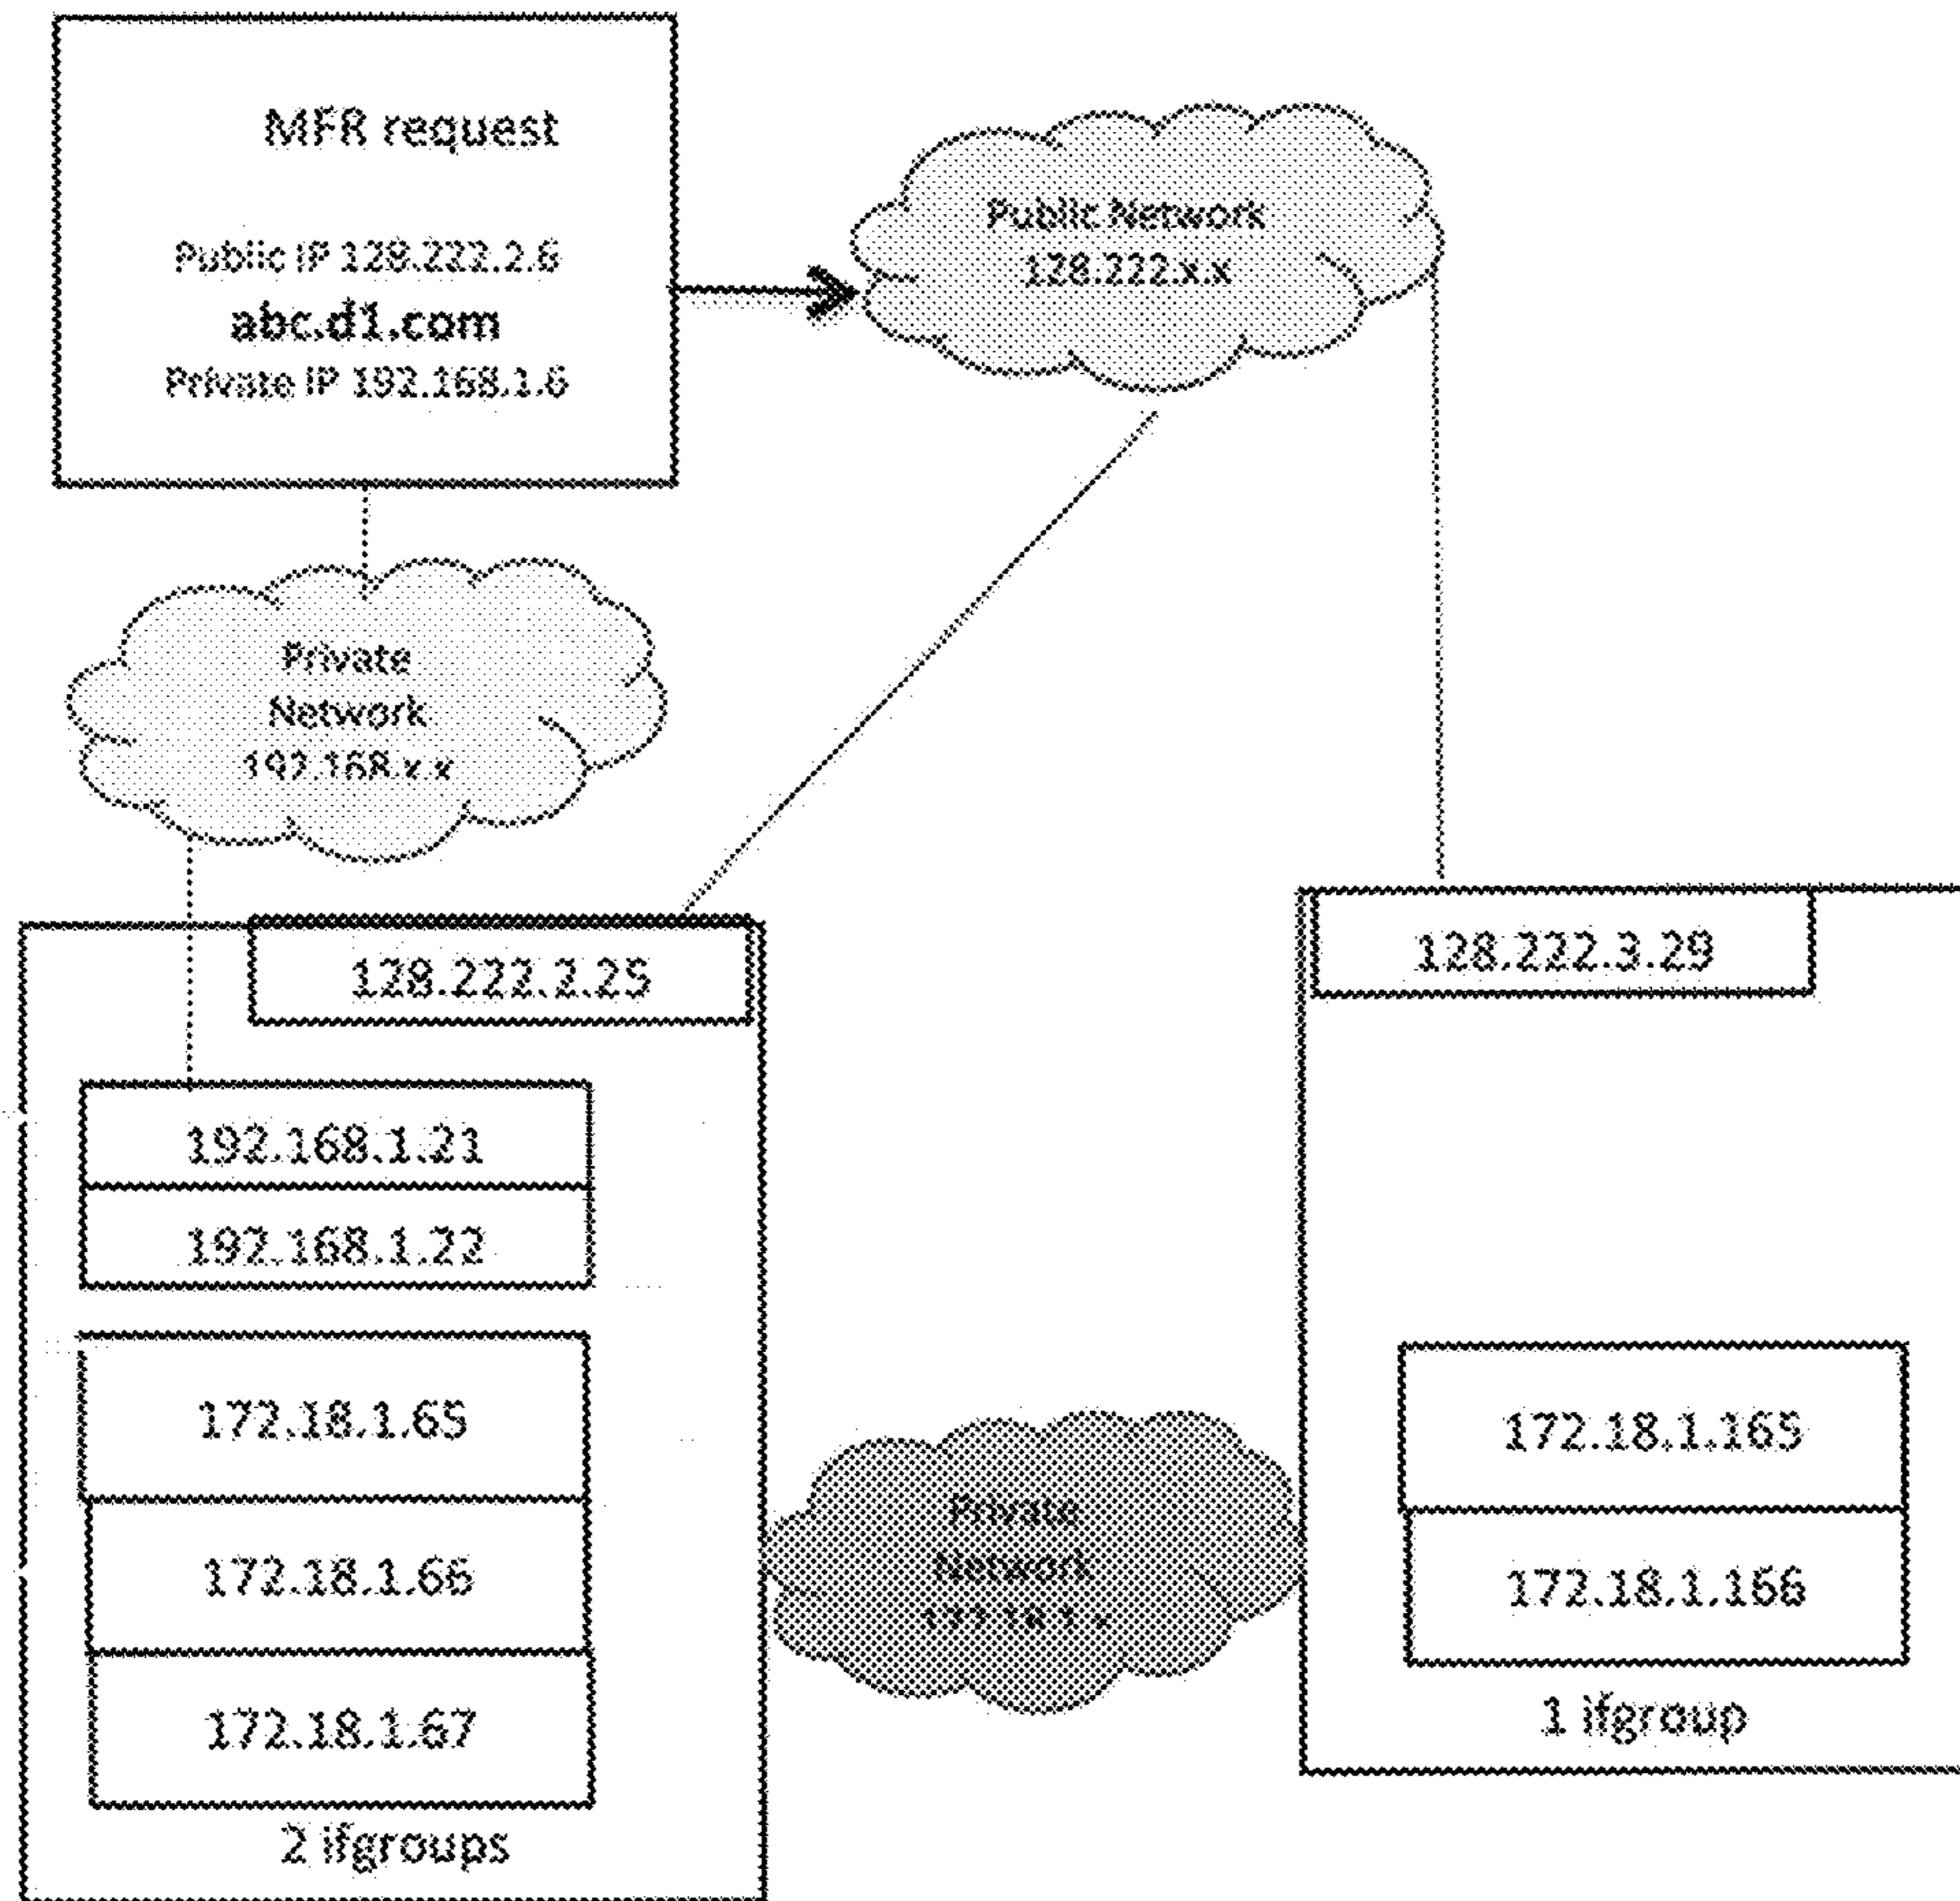 MFR request
Public IP 128.222.2.6
abc.d1.com
Private IP 192.168.1.6
Public Network
128.222.x.x
Private
Network
192.168.x.x
128.222.2.25
192.168.1.21
192.168.1.22
172.18.1.65
172.18.1.66
172.18.1.67
2 ifgroups
Private
Network
128.222.3.29
172.18.1.165
172.18.1.166
1 ifgroup